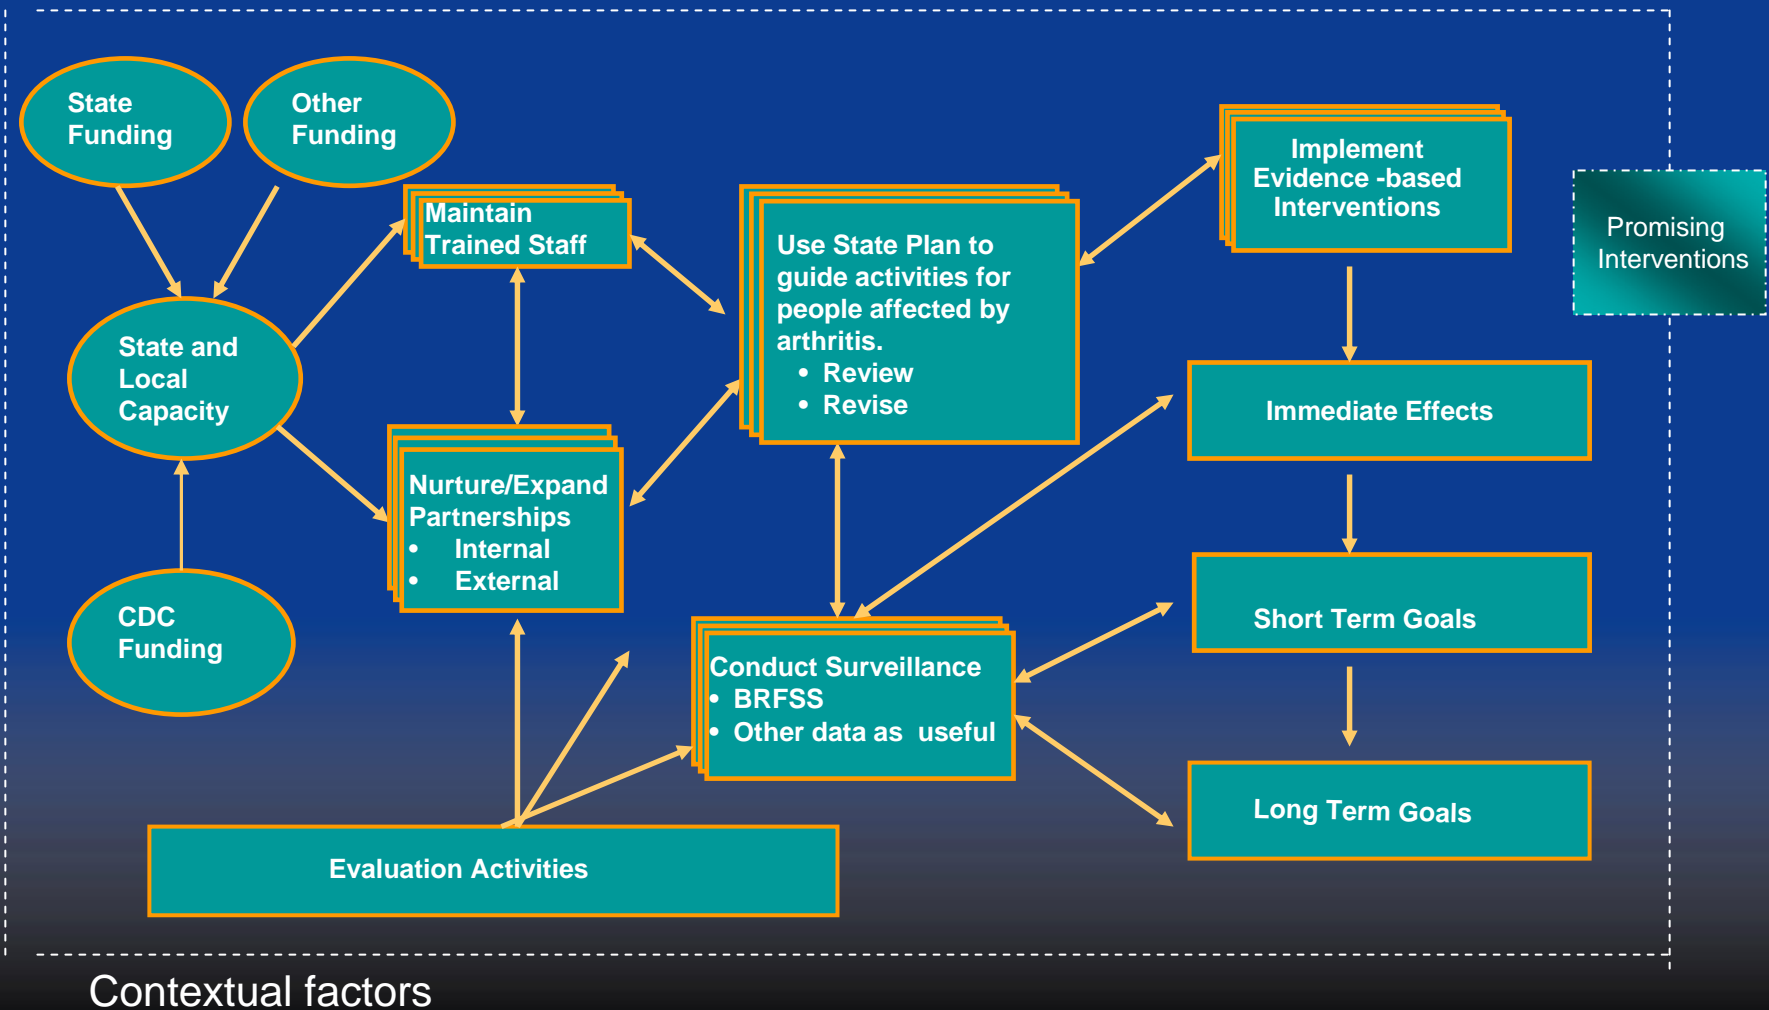 State
Funding
Other
Funding
State and
Local
Capacity
CDC
Funding
Maintain
Trained Staff
Nurture/Expand
Partnerships
• Internal
• External
Use State Plan to
guide activities for
people affected by
arthritis.
• Review
• Revise
Conduct Surveillance
• BRFSS
• Other data as useful
Evaluation Activities
Implement
Evidence -based
Interventions
Promising
Interventions
Immediate Effects
Short Term Goals
Long Term Goals
Contextual factors